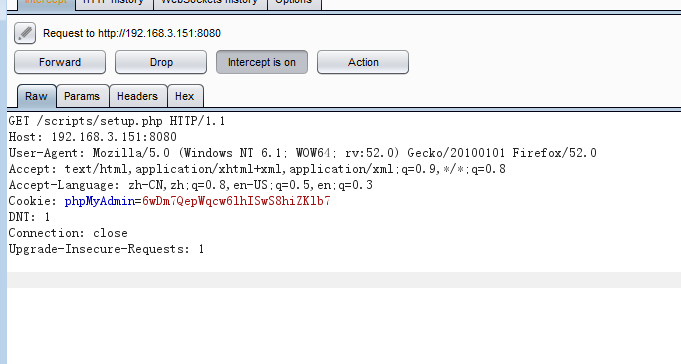 Intercept HTTP history WebSockets history Options
Request to http://192.168.3.151:8080
Forward Drop Intercept is on Action
Raw Params Headers Hex
GET /scripts/setup.php HTTP/1.1
Host: 192.168.3.151:8080
User-Agent: Mozilla/5.0 (Windows NT 6.1; WOW64; rv:52.0) Gecko/20100101 Firefox/52.0
Accept: text/html,application/xhtml+xml,application/xml;q=0.9,*/*;q=0.8
Accept-Language: zh-CN,zh;q=0.8,en-US;q=0.5,en;q=0.3
Cookie: phpMyAdmin=6wDm7QepWqcw6lhISwS8hiZKlb7
DNT: 1
Connection: close
Upgrade-Insecure-Requests: 1